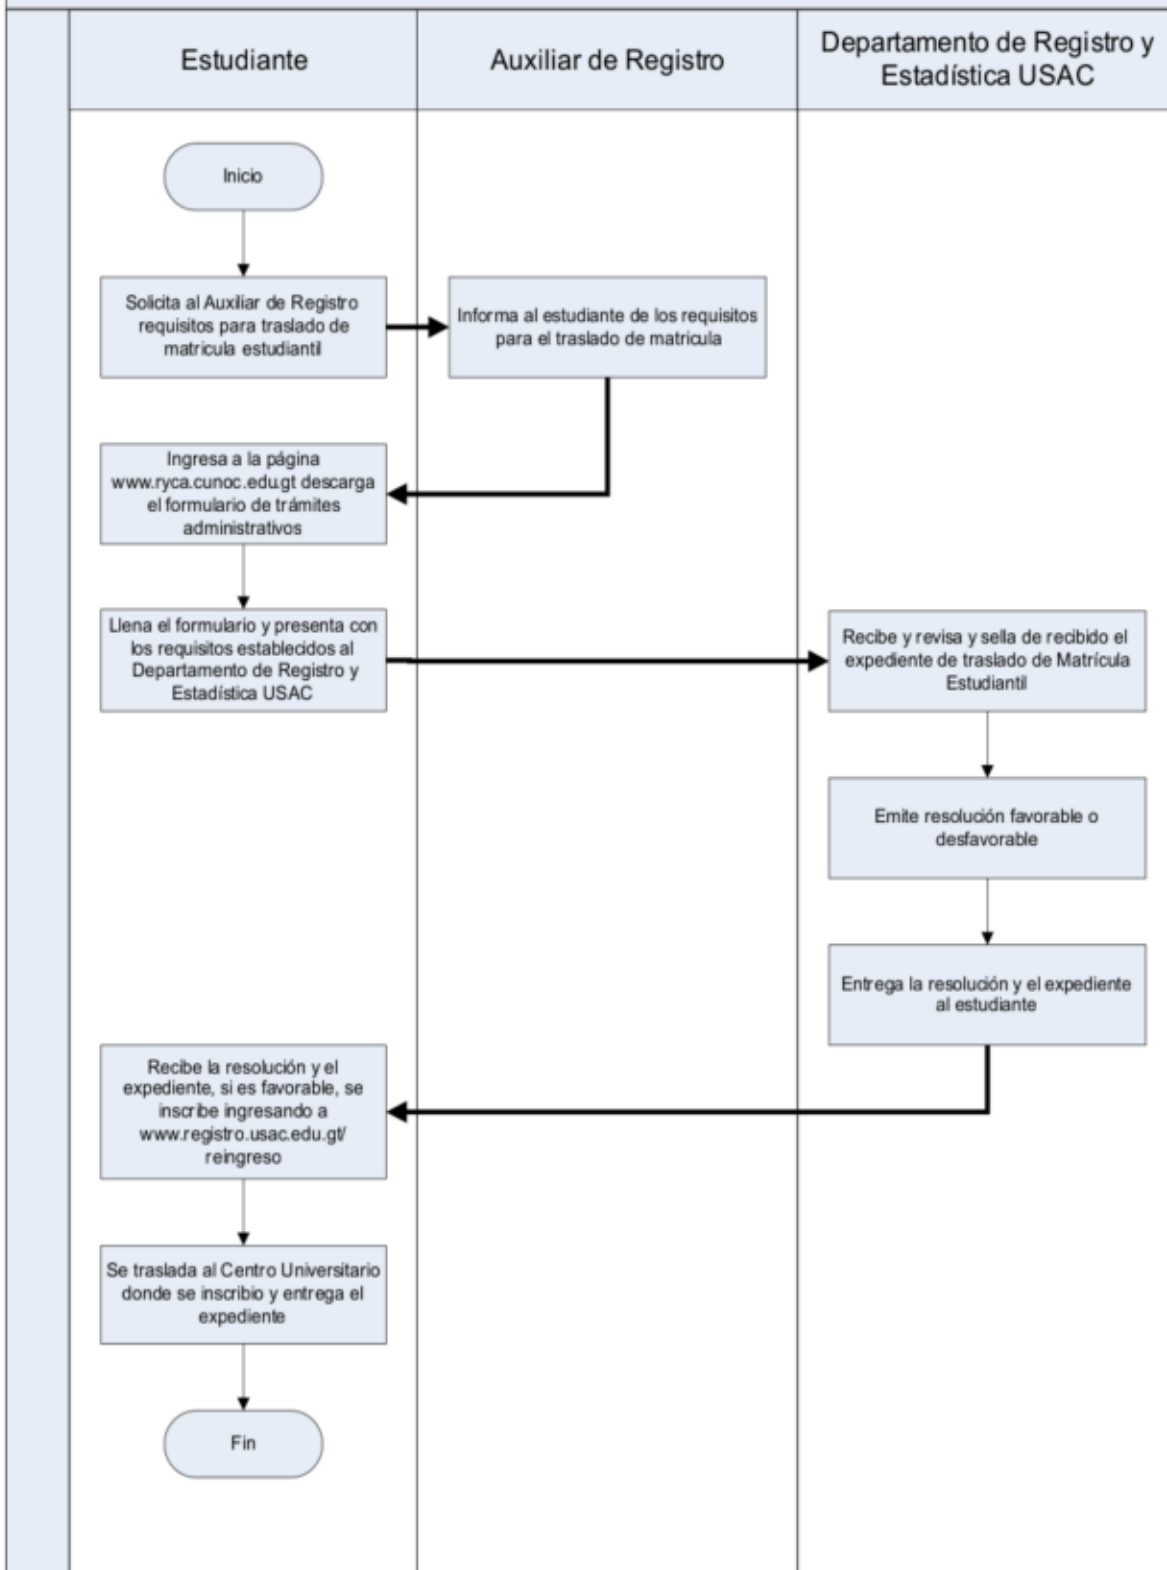 Estudiante
Auxiliar de Registro
Departamento de Registro y
Estadística USAC
Inicio
Solicita al Auxiliar de Registro
requisitos para traslado de
matricula estudiantil
Informa al estudiante de los requisitos
para el traslado de matricula
Ingresa a la página
www.ryca.cunoc.edu.gt descarga
el formulario de trámites
administrativos
Llena el formulario y presenta con
los requisitos establecidos al
Departamento de Registro y
Estadística USAC
Recibe y revisa y sella de recibido el
expediente de traslado de Matrícula
Estudiantil
Emite resolución favorable o
desfavorable
Entrega la resolución y el expediente
al estudiante
Recibe la resolución y el
expediente, si es favorable, se
inscribe ingresando a
www.registro.usac.edu.gt/
reingreso
Se traslada al Centro Universitario
donde se inscribio y entrega el
expediente
Fin